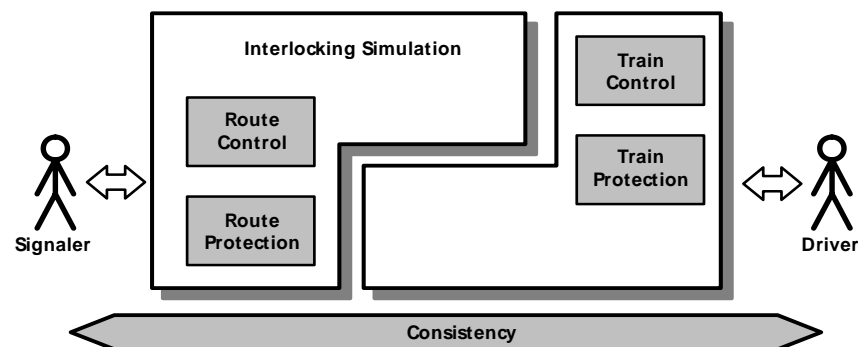 Interlocking Simulation
Train
Control
Route
Control
Train
Protection
Route
Protection
Signaler
Driver
Consistency